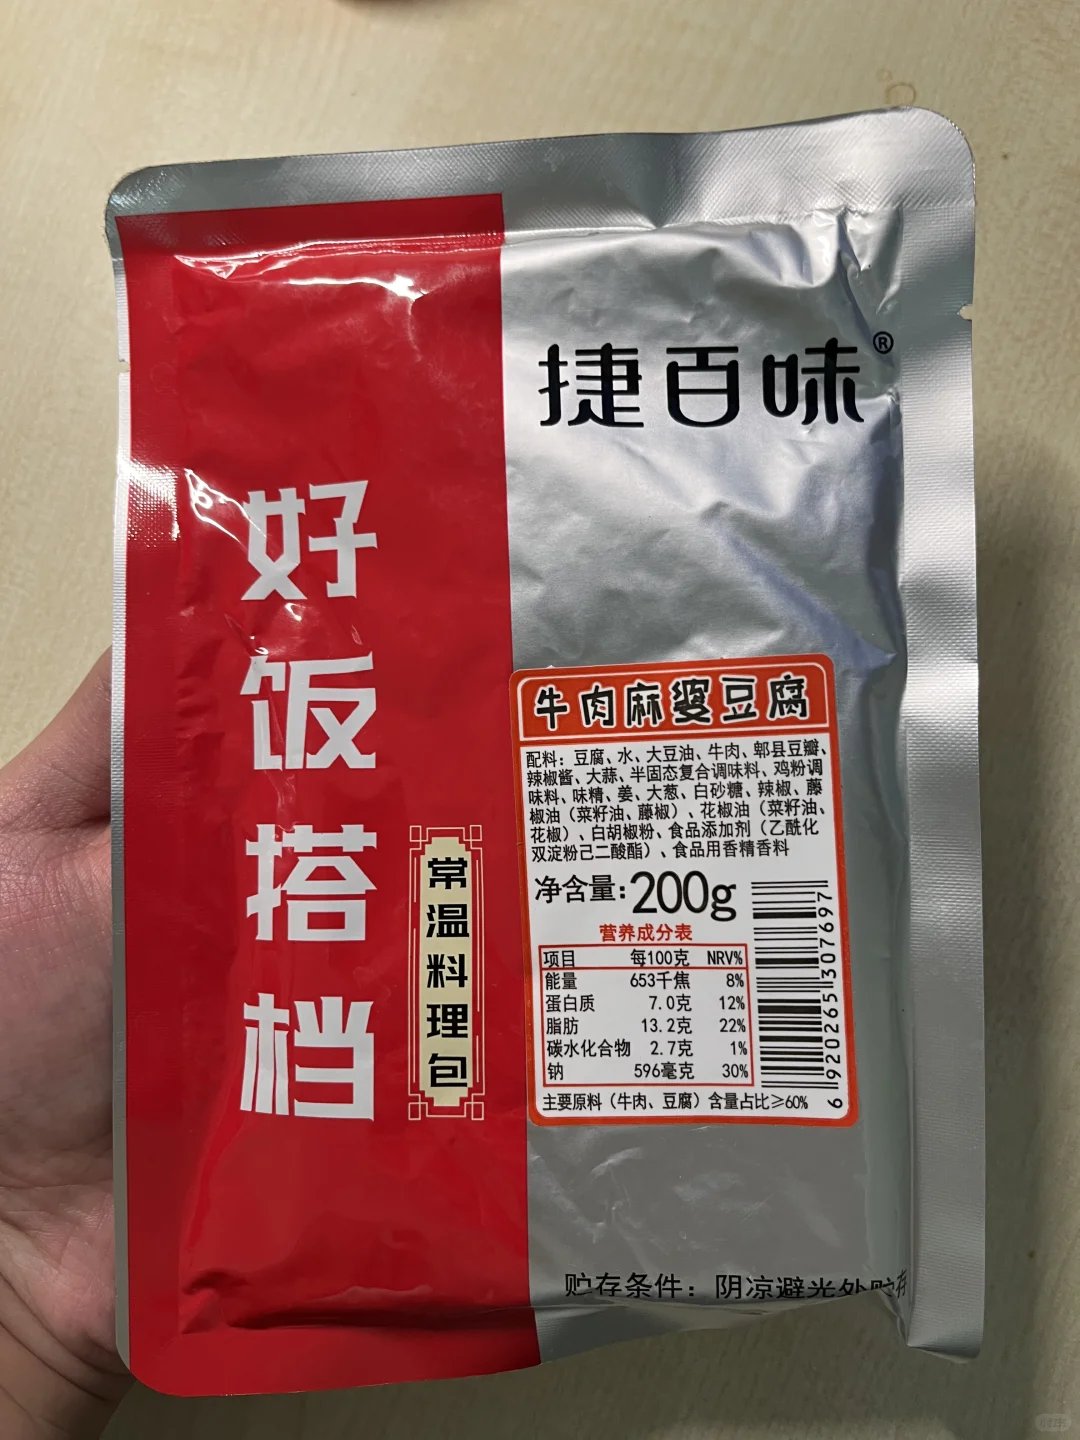 捷百味®
好饭搭档
常温料理包
牛肉麻婆豆腐
配料：豆腐、水、大豆油、牛肉、郫县豆瓣、
辣椒酱、大蒜、半固态复合调味料、鸡粉调
味料、味精、姜、大葱、白砂糖、辣椒、藤
椒油（菜籽油、藤椒）、花椒油（菜籽油、
花椒）、白胡椒粉、食品添加剂（乙酰化
双淀粉己二酸酯）、食品用香精香料
净含量：200g
营养成分表
项目 每100克 NRV%
能量 653千焦 8%
蛋白质 7.0克 12%
脂肪 13.2克 22%
碳水化合物 2.7克 1%
钠 596毫克 30%
主要原料（牛肉、豆腐）含量占比≥60%
6920265307697
贮存条件：阴凉避光处贮存